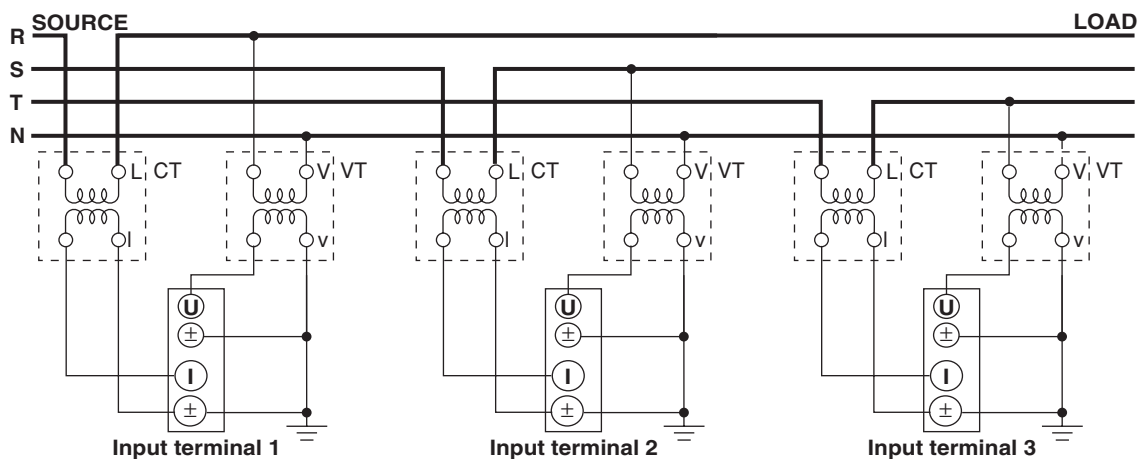 SOURCE LOAD
R
S
T
N
L CT V VT L CT V VT L CT V VT
l v l v l v
U U U
± ± ±
I I I
± ± ±
Input terminal 1 Input terminal 2 Input terminal 3